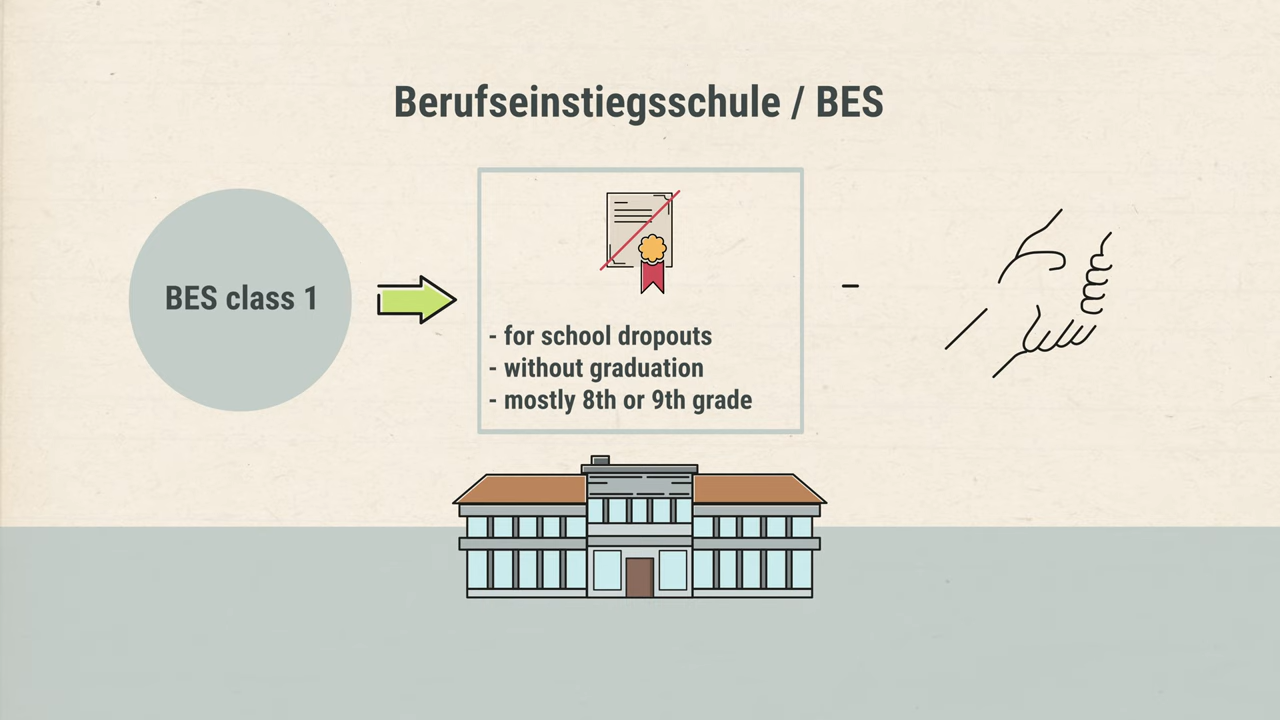 Berufseinstiegsschule / BES
BES class 1
- for school dropouts
- without graduation
- mostly 8th or 9th grade
-